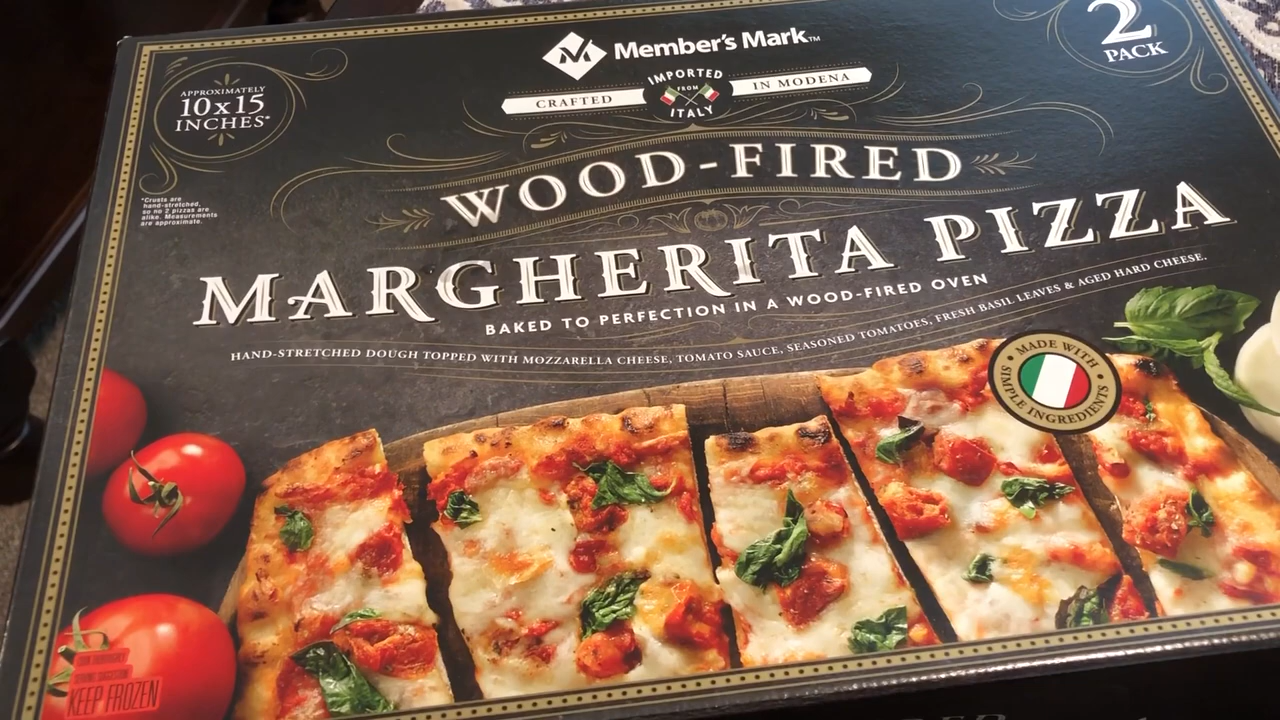 Member's Mark™
2
PACK
APPROXIMATELY
10x15
INCHES*
IMPORTED
FROM
CRAFTED IN MODENA
ITALY
*Crusts are
hand-stretched,
so no 2 pizzas are
alike. Measurements
are approximate.
WOOD-FIRED
MARGHERITA PIZZA
BAKED TO PERFECTION IN A WOOD-FIRED OVEN
HAND-STRETCHED DOUGH TOPPED WITH MOZZARELLA CHEESE, TOMATO SAUCE, SEASONED TOMATOES, FRESH BASIL LEAVES & AGED HARD CHEESE.
MADE WITH
SIMPLE INGREDIENTS
KEEP FROZEN